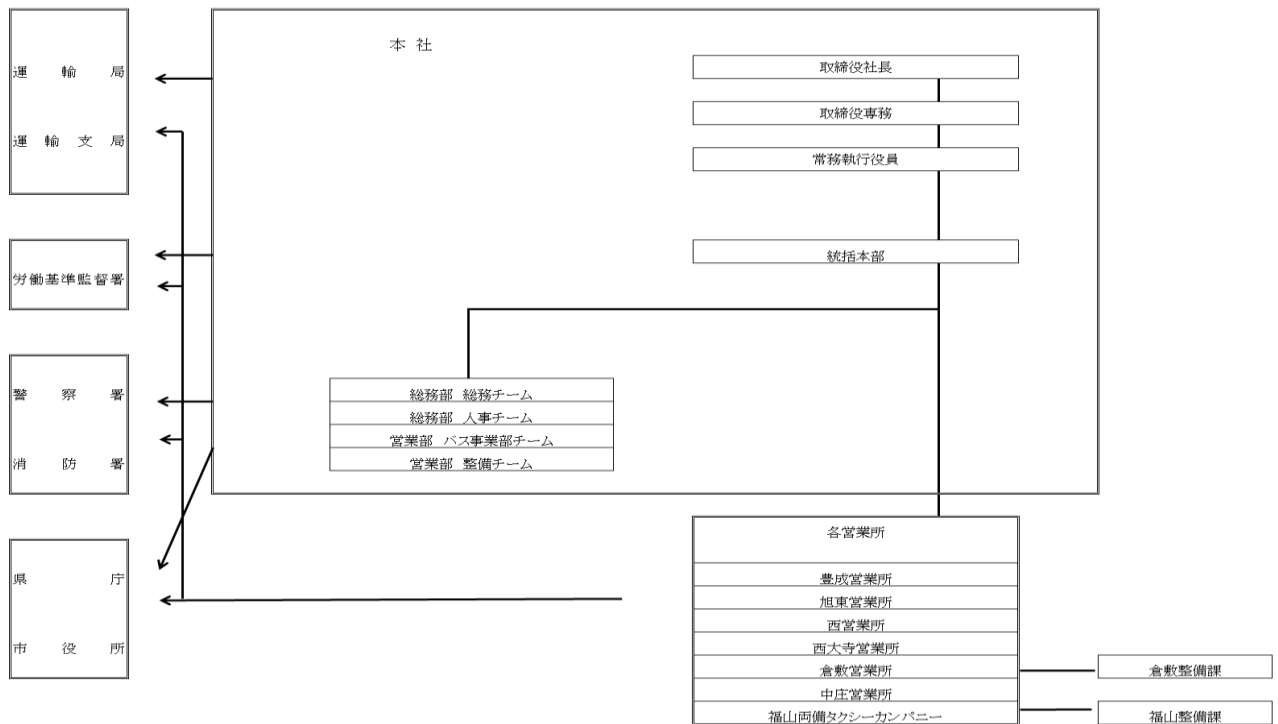 運輸局
運輸支局
労働基準監督署
警察署
消防署
県庁
市役所
本社
取締役社長
取締役専務
常務執行役員
統括本部
総務部 総務チーム
総務部 人事チーム
営業部 バス事業部チーム
営業部 整備チーム
各営業所
豊成営業所
旭東営業所
西営業所
西大寺営業所
倉敷営業所
中庄営業所
福山両備タクシーカンパニー
倉敷整備課
福山整備課